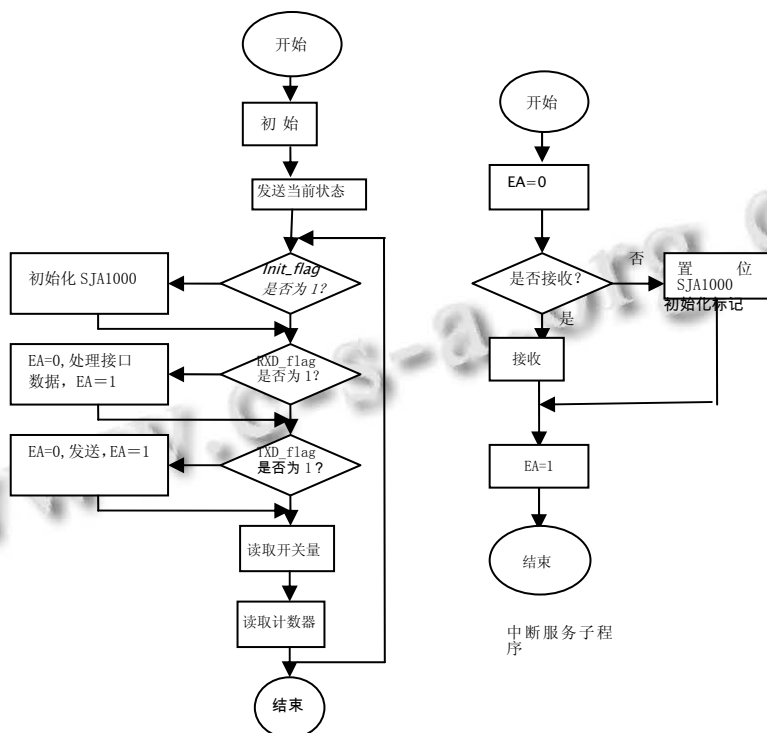 开始
初 始
发送当前状态
Init_flag
是否为 1?
初始化 SJA1000
RXD_flag
是否为 1?
EA=0,处理接口
数据，EA＝1
TXD_flag
是否为 1？
EA=0,发送,EA＝1
读取开关量
读取计数器
结束
开始
EA=0
是否接收?
否
置 位
SJA1000
初始化标记
是
接收
EA=1
结束
中断服务子程
序